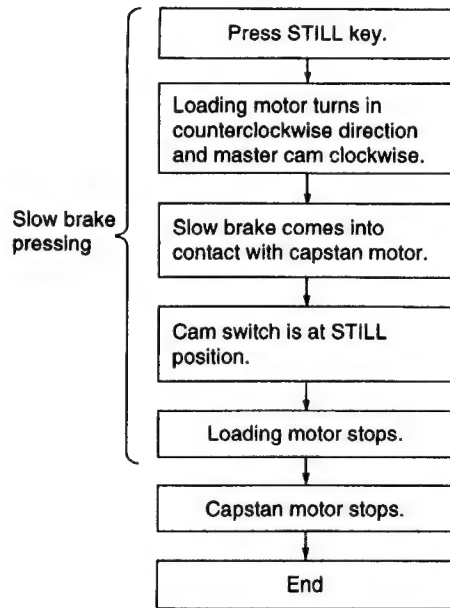 Press STILL key.
Loading motor turns in
counterclockwise direction
and master cam clockwise.
Slow brake
pressing
Slow brake comes into
contact with capstan motor.
Cam switch is at STILL
position.
Loading motor stops.
Capstan motor stops.
End